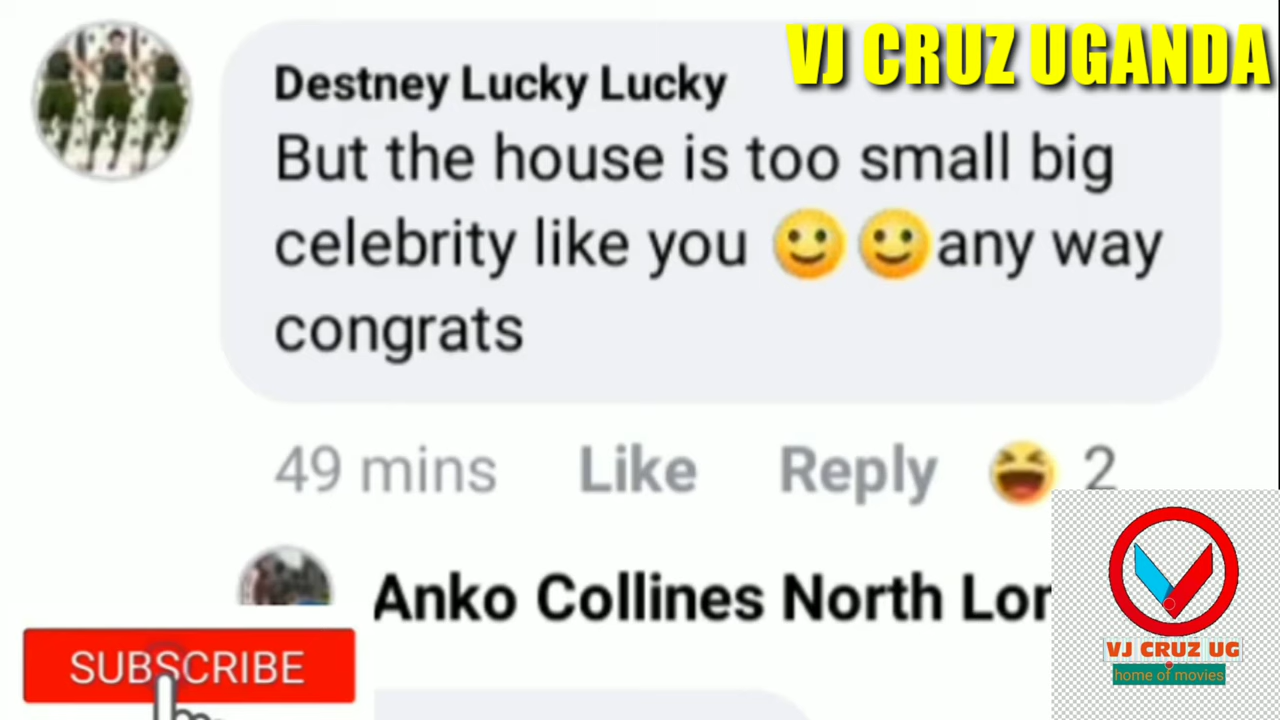 VJ CRUZ UGANDA
Destney Lucky Lucky
But the house is too small big
celebrity like you 🙂🙂any way
congrats
49 mins Like Reply 😆 2
Anko Collines North
SUBSCRIBE
VJ CRUZ UG
home of movies